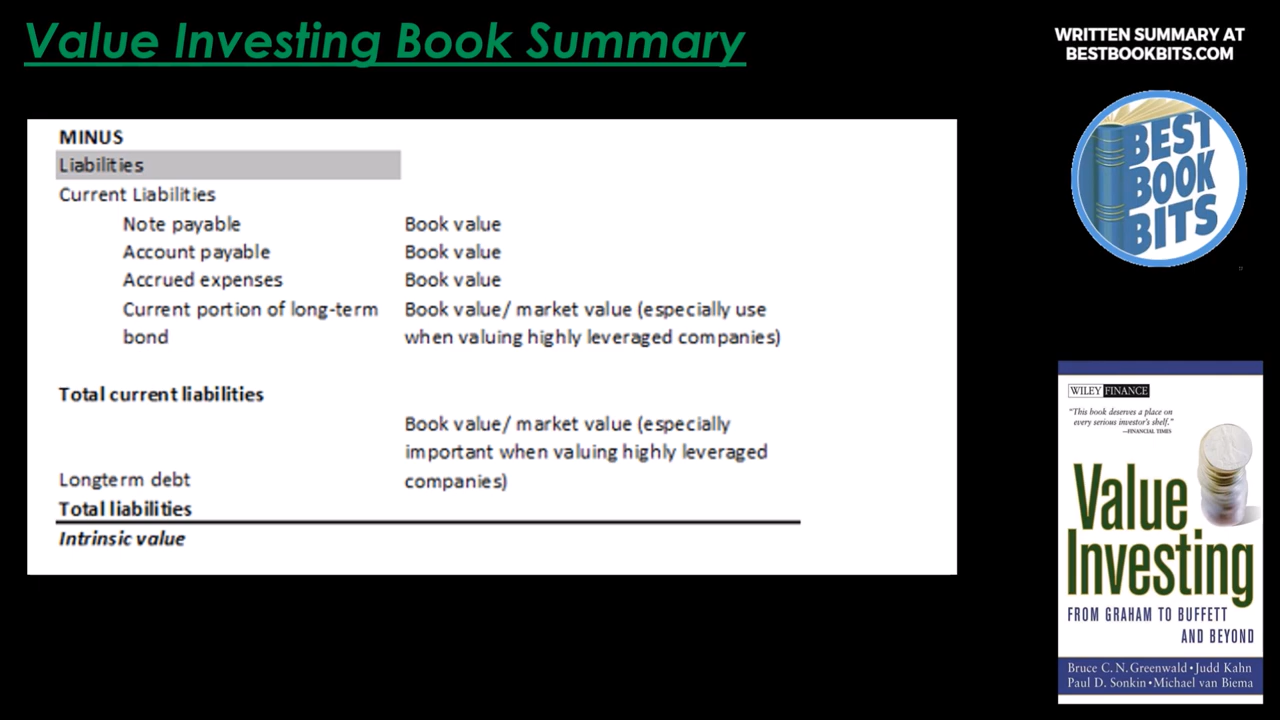 Value Investing Book Summary
WRITTEN SUMMARY AT
BESTBOOKBITS.COM
BEST
BOOK
BITS
MINUS
Liabilities
Current Liabilities
Note payable Book value
Account payable Book value
Accrued expenses Book value
Current portion of long-term Book value/ market value (especially use
bond when valuing highly leveraged companies)
Total current liabilities
Book value/ market value (especially
important when valuing highly leveraged
Longterm debt companies)
Total liabilities
Intrinsic value
WILEY FINANCE
"This book deserves a place on
every serious investor's shelf."
—FINANCIAL TIMES
Value
Investing
FROM GRAHAM TO BUFFETT
AND BEYOND
Bruce C. N. Greenwald • Judd Kahn
Paul D. Sonkin • Michael van Biema